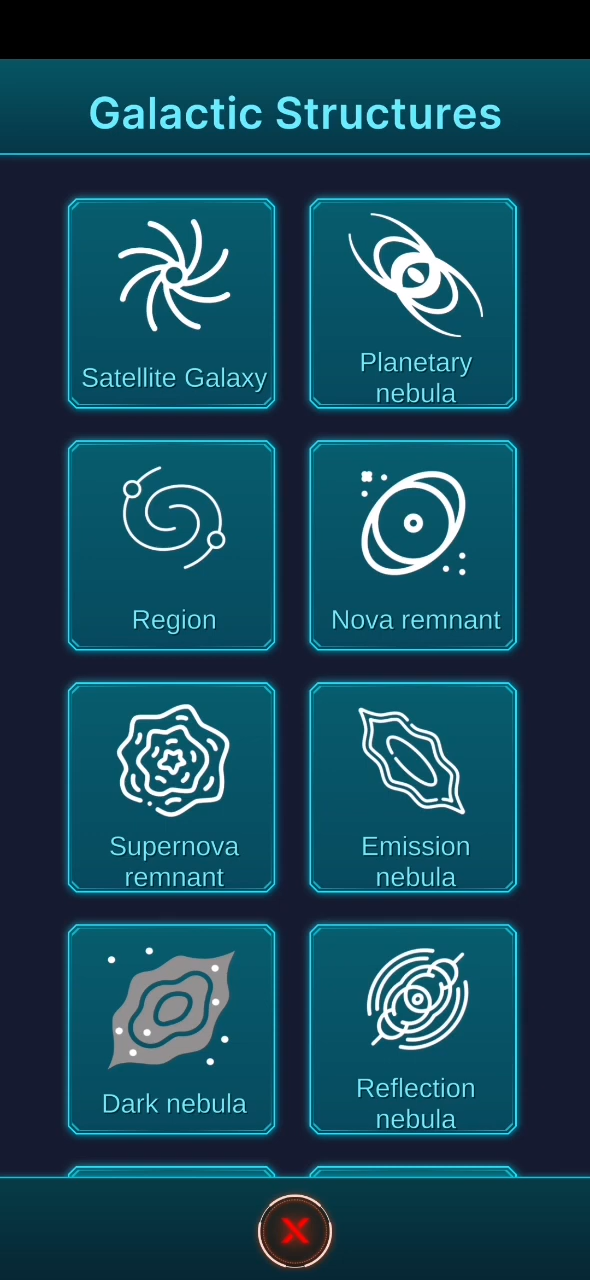 Galactic Structures
Satellite Galaxy
Planetary
nebula
Region
Nova remnant
Supernova
remnant
Emission
nebula
Dark nebula
Reflection
nebula